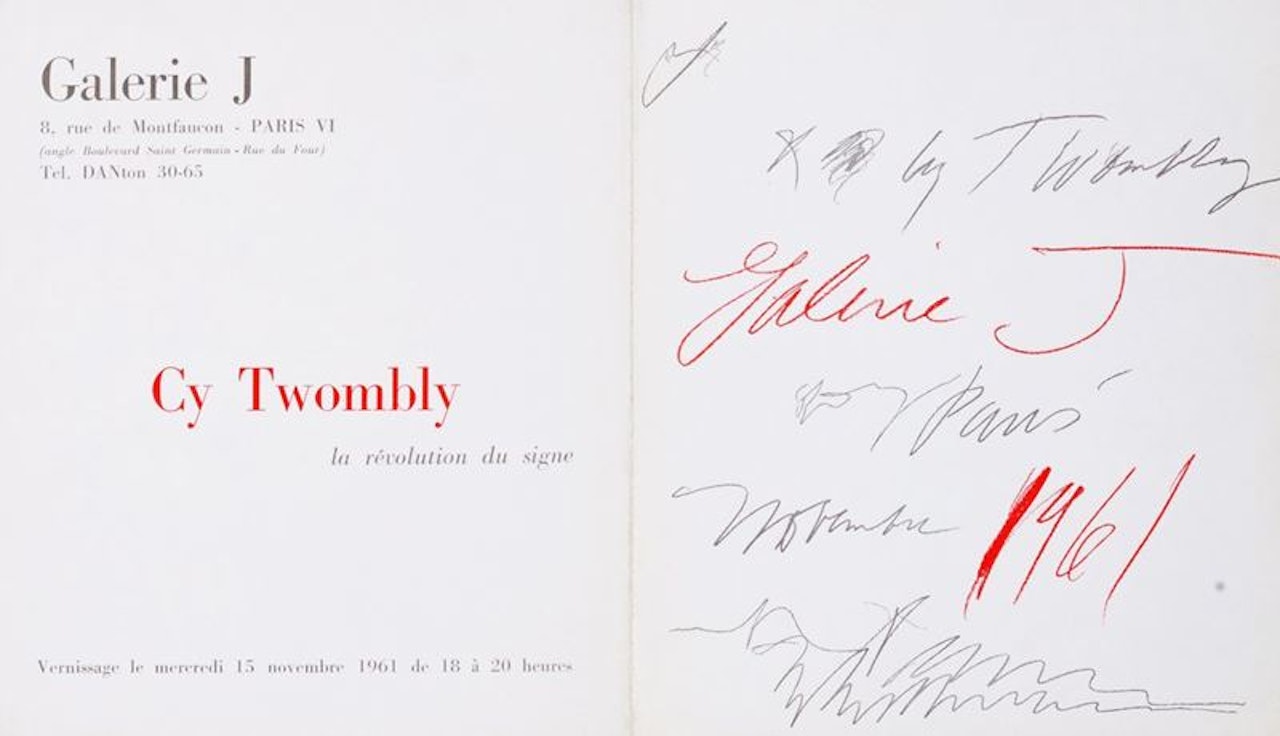 Galerie J
8, rue de Montfaucon - PARIS VI
(angle Boulevard Saint Germain - Rue du Four)
Tel. DANton 30-65
Cy Twombly
la révolution du signe
Vernissage le mercredi 15 novembre 1961 de 18 à 20 heures
Cy Twombly
Galerie J
Paris
Novembre 1961